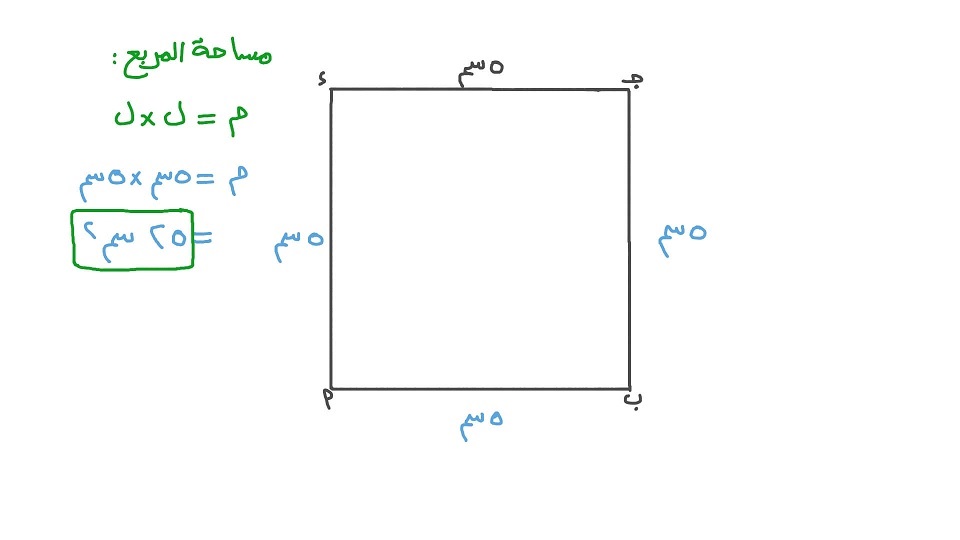 مساحة المربع :
م = ل × ل
م = ٥سم × ٥سم
= ٢٥ سم٢
ء
٥سم
جـ
٥سم
٥سم
م
ب
٥سم